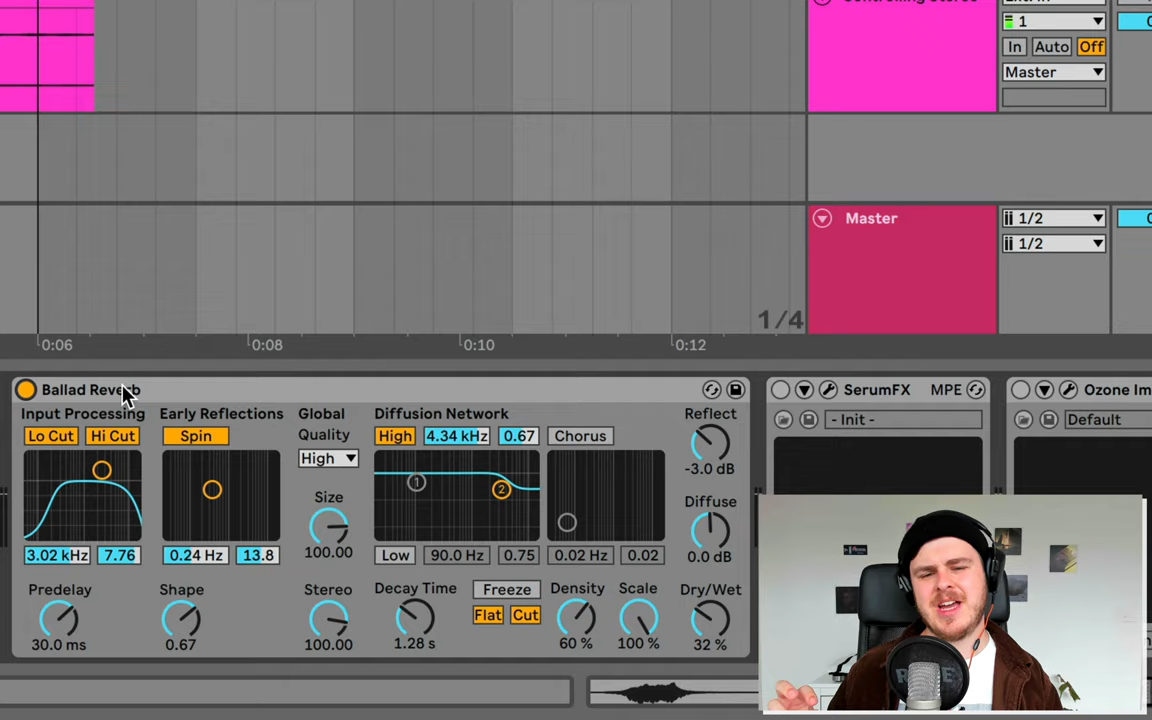 1
In Auto Off
Master
Master
1/2
1/2
1/4
0:06 0:08 0:10 0:12
Ballad Reverb
Input Processing Early Reflections Global Diffusion Network Reflect
Lo Cut Hi Cut Spin Quality High 4.34 kHz 0.67 Chorus
High
-3.0 dB
1 2
Size Diffuse
100.00
3.02 kHz 7.76 0.24 Hz 13.8 Low 90.0 Hz 0.75 0.02 Hz 0.02 0.0 dB
Predelay Shape Stereo Decay Time Freeze Density Scale Dry/Wet
Flat Cut
30.0 ms 0.67 100.00 1.28 s 60 % 100 % 32 %
SerumFX MPE
- Init -
Ozone Im
Default